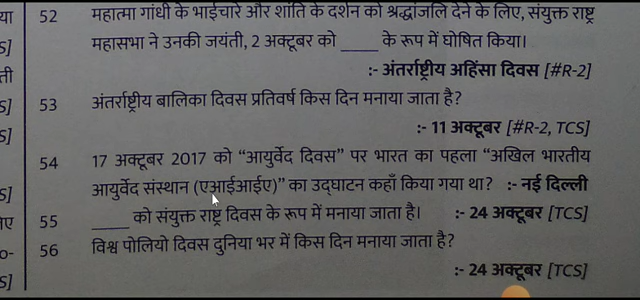 या 52 महात्मा गांधी के भाईचारे और शांति के दर्शन को श्रद्धांजलि देने के लिए, संयुक्त राष्ट्र
S] महासभा ने उनकी जयंती, 2 अक्टूबर को ____ के रूप में घोषित किया।
ती :- अंतर्राष्ट्रीय अहिंसा दिवस [#R-2]
S] 53 अंतर्राष्ट्रीय बालिका दिवस प्रतिवर्ष किस दिन मनाया जाता है?
S] :- 11 अक्टूबर [#R-2, TCS]
54 17 अक्टूबर 2017 को “आयुर्वेद दिवस” पर भारत का पहला “अखिल भारतीय
S] आयुर्वेद संस्थान (एआईआईए)” का उद्घाटन कहाँ किया गया था? :- नई दिल्ली
िए 55 ____ को संयुक्त राष्ट्र दिवस के रूप में मनाया जाता है। :- 24 अक्टूबर [TCS]
o- 56 विश्व पोलियो दिवस दुनिया भर में किस दिन मनाया जाता है?
S] :- 24 अक्टूबर [TCS]